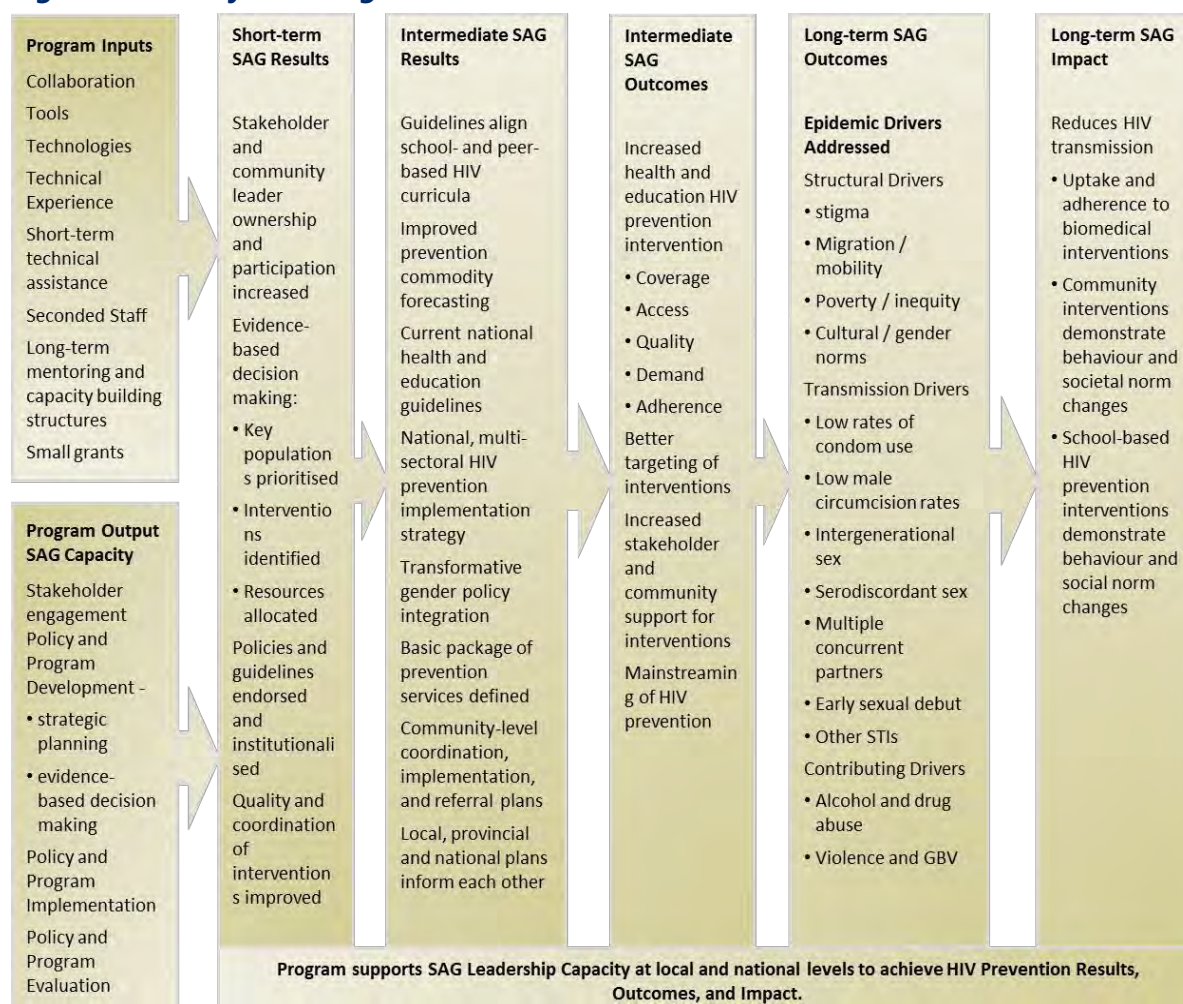 Program Inputs
Collaboration
Tools
Technologies
Technical
Experience
Short-term
technical
assistance
Seconded Staff
Long-term
mentoring and
capacity building
structures
Small grants
Program Output
SAG Capacity
Stakeholder
engagement
Policy and
Program
Development -
• strategic
planning
• evidence-
based decision
making
Policy and
Program
Implementation
Policy and
Program
Evaluation
Short-term
SAG Results
Stakeholder
and
community
leader
ownership
and
participation
increased
Evidence-
based
decision
making:
• Key
population
s prioritised
• Interventio
ns
identified
• Resources
allocated
Policies and
guidelines
endorsed
and
institutionali
sed
Quality and
coordination
of
intervention
s improved
Intermediate SAG
Results
Guidelines align
school- and peer-
based HIV
curricula
Improved
prevention
commodity
forecasting
Current national
health and
education
guidelines
National, multi-
sectoral HIV
prevention
implementation
strategy
Transformative
gender policy
integration
Basic package of
prevention
services defined
Community-level
coordination,
implementation,
and referral plans
Local, provincial
and national plans
inform each other
Intermediate
SAG
Outcomes
Increased
health and
education HIV
prevention
intervention
• Coverage
• Access
• Quality
• Demand
• Adherence
Better
targeting of
interventions
Increased
stakeholder
and
community
support for
interventions
Mainstreamin
g of HIV
prevention
Long-term SAG
Outcomes
Epidemic Drivers
Addressed
Structural Drivers
• stigma
• Migration /
mobility
• Poverty / inequity
• Cultural / gender
norms
Transmission Drivers
• Low rates of
condom use
• Low male
circumcision rates
• Intergenerational
sex
• Serodiscordant sex
• Multiple
concurrent
partners
• Early sexual debut
• Other STIs
Contributing Drivers
• Alcohol and drug
abuse
• Violence and GBV
Long-term SAG
Impact
Reduces HIV
transmission
• Uptake and
adherence to
biomedical
interventions
• Community
interventions
demonstrate
behaviour and
societal norm
changes
• School-based
HIV
prevention
interventions
demonstrate
behaviour and
social norm
changes
Program supports SAG Leadership Capacity at local and national levels to achieve HIV Prevention Results,
Outcomes, and Impact.